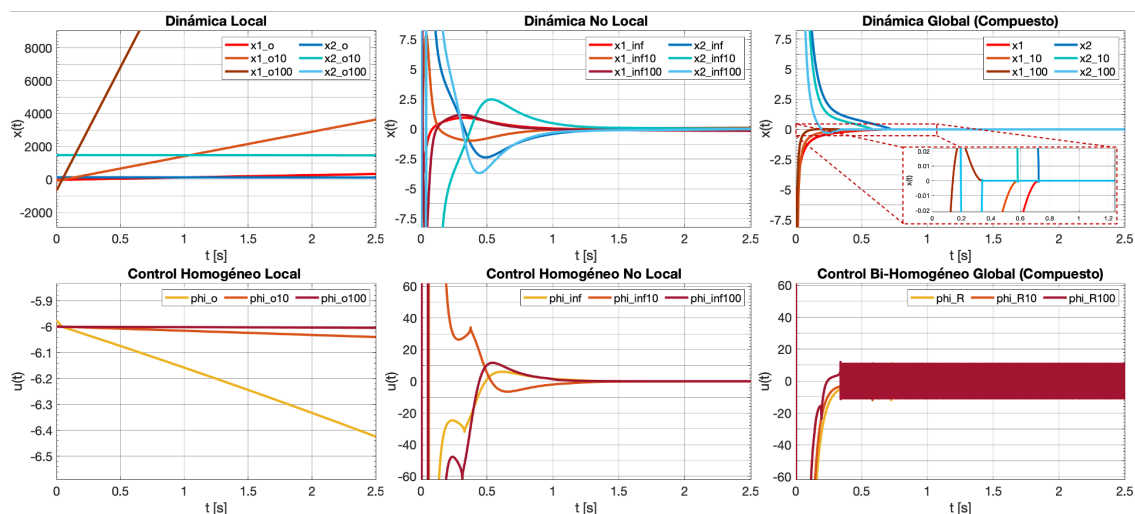 Dinámica Local
x1_o x2_o
x1_o10 x2_o10
x1_o100 x2_o100
8000
6000
4000
2000
0
-2000
x(t)
0 0.5 1 1.5 2 2.5
t [s]
Dinámica No Local
x1_inf x2_inf
x1_inf10 x2_inf10
x1_inf100 x2_inf100
7.5
5
2.5
0
-2.5
-5
-7.5
x(t)
0 0.5 1 1.5 2 2.5
t [s]
Dinámica Global (Compuesto)
x1 x2
x1_10 x2_10
x1_100 x2_100
7.5
5
2.5
0
-2.5
-5
-7.5
x(t)
0.02
0.01
0
-0.01
-0.02
x(t)
0 0.2 0.4 0.6 0.8 1 1.2
0 0.5 1 1.5 2 2.5
t [s]
Control Homogéneo Local
phi_o phi_o10 phi_o100
-5.9
-6
-6.1
-6.2
-6.3
-6.4
-6.5
u(t)
0 0.5 1 1.5 2 2.5
t [s]
Control Homogéneo No Local
phi_inf phi_inf10 phi_inf100
60
40
20
0
-20
-40
-60
u(t)
0 0.5 1 1.5 2 2.5
t [s]
Control Bi-Homogéneo Global (Compuesto)
phi_R phi_R10 phi_R100
60
40
20
0
-20
-40
-60
u(t)
0 0.5 1 1.5 2 2.5
t [s]